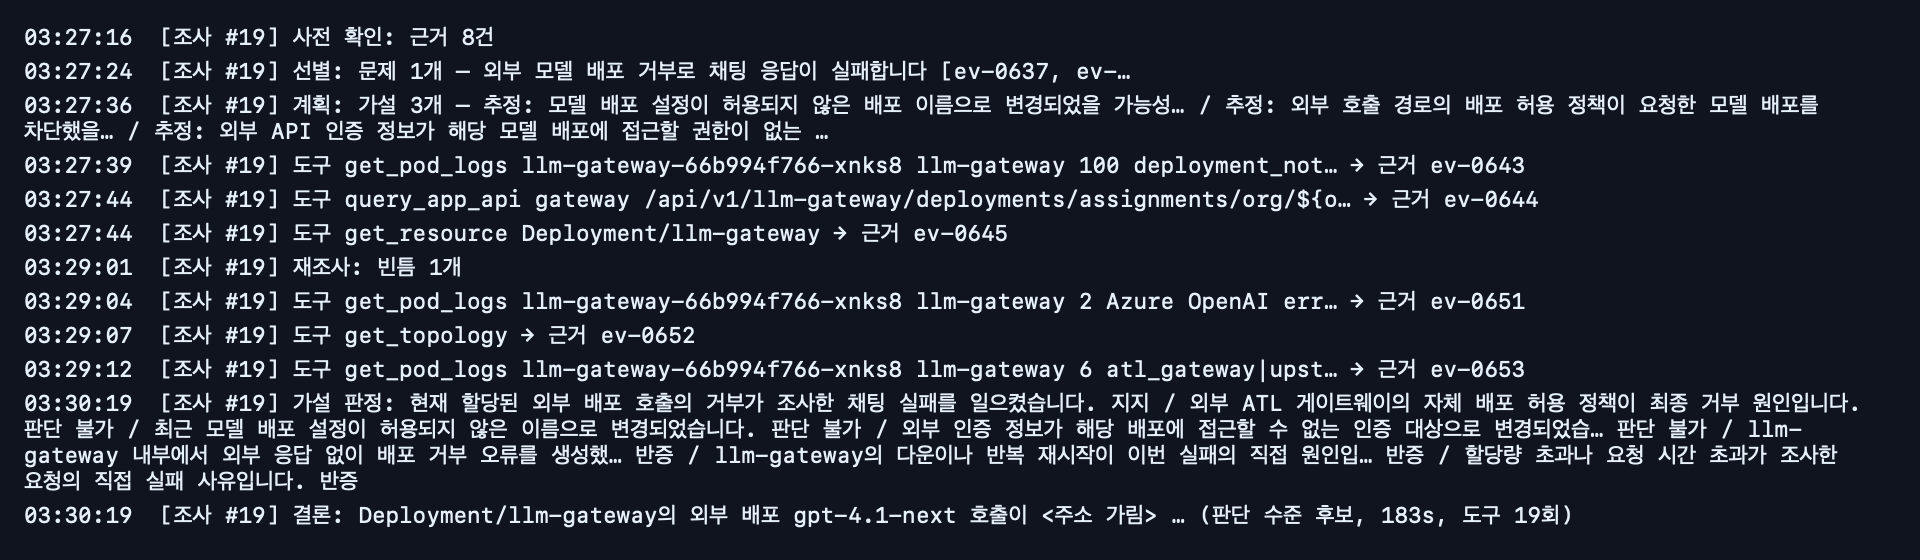 03:27:16 [조사 #19] 사전 확인: 근거 8건
03:27:24 [조사 #19] 선별: 문제 1개 — 외부 모델 배포 거부로 채팅 응답이 실패합니다 [ev-0637, ev-…
03:27:36 [조사 #19] 계획: 가설 3개 — 추정: 모델 배포 설정이 허용되지 않은 배포 이름으로 변경되었을 가능성… / 추정: 외부 호출 경로의 배포 허용 정책이 요청한 모델 배포를
차단했을… / 추정: 외부 API 인증 정보가 해당 모델 배포에 접근할 권한이 없는 …
03:27:39 [조사 #19] 도구 get_pod_logs llm-gateway-66b994f766-xnks8 llm-gateway 100 deployment_not… → 근거 ev-0643
03:27:44 [조사 #19] 도구 query_app_api gateway /api/v1/llm-gateway/deployments/assignments/org/${o… → 근거 ev-0644
03:27:44 [조사 #19] 도구 get_resource Deployment/llm-gateway → 근거 ev-0645
03:29:01 [조사 #19] 재조사: 빈틈 1개
03:29:04 [조사 #19] 도구 get_pod_logs llm-gateway-66b994f766-xnks8 llm-gateway 2 Azure OpenAI err… → 근거 ev-0651
03:29:07 [조사 #19] 도구 get_topology → 근거 ev-0652
03:29:12 [조사 #19] 도구 get_pod_logs llm-gateway-66b994f766-xnks8 llm-gateway 6 atl_gateway|upst… → 근거 ev-0653
03:30:19 [조사 #19] 가설 판정: 현재 할당된 외부 배포 호출의 거부가 조사한 채팅 실패를 일으켰습니다. 지지 / 외부 ATL 게이트웨이의 자체 배포 허용 정책이 최종 거부 원인입니다.
판단 불가 / 최근 모델 배포 설정이 허용되지 않은 이름으로 변경되었습니다. 판단 불가 / 외부 인증 정보가 해당 배포에 접근할 수 없는 인증 대상으로 변경되었습… 판단 불가 / llm-
gateway 내부에서 외부 응답 없이 배포 거부 오류를 생성했… 반증 / llm-gateway의 다운이나 반복 재시작이 이번 실패의 직접 원인입… 반증 / 할당량 초과나 요청 시간 초과가 조사한
요청의 직접 실패 사유입니다. 반증
03:30:19 [조사 #19] 결론: Deployment/llm-gateway의 외부 배포 gpt-4.1-next 호출이 <주소 가림> … (판단 수준 후보, 183s, 도구 19회)